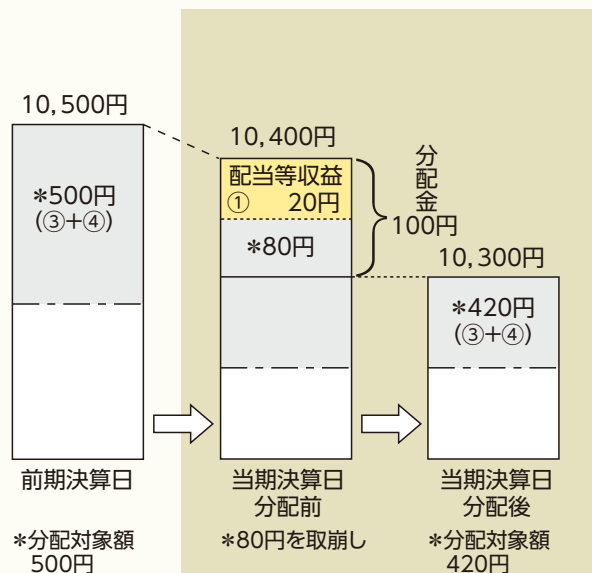 10,500円
*500円
(③+④)
前期決算日
*分配対象額
500円
10,400円
配当等収益
① 20円
*80円
分配金
100円
当期決算日
分配前
*80円を取崩し
10,300円
*420円
(③+④)
当期決算日
分配後
*分配対象額
420円